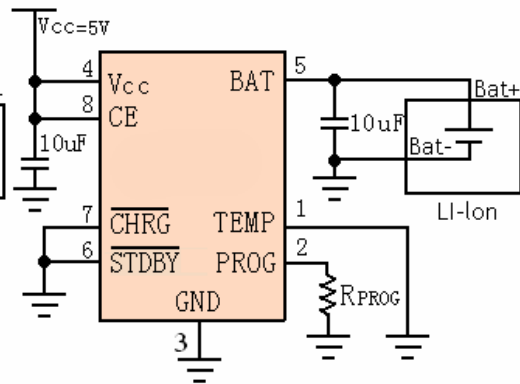 Vcc=5V
4
Vcc
8
CE
10uF
7
CHRG
6
STDBY
GND
3
BAT
5
10uF
Bat+
Bat-
LI-lon
TEMP
1
PROG
2
RPROG